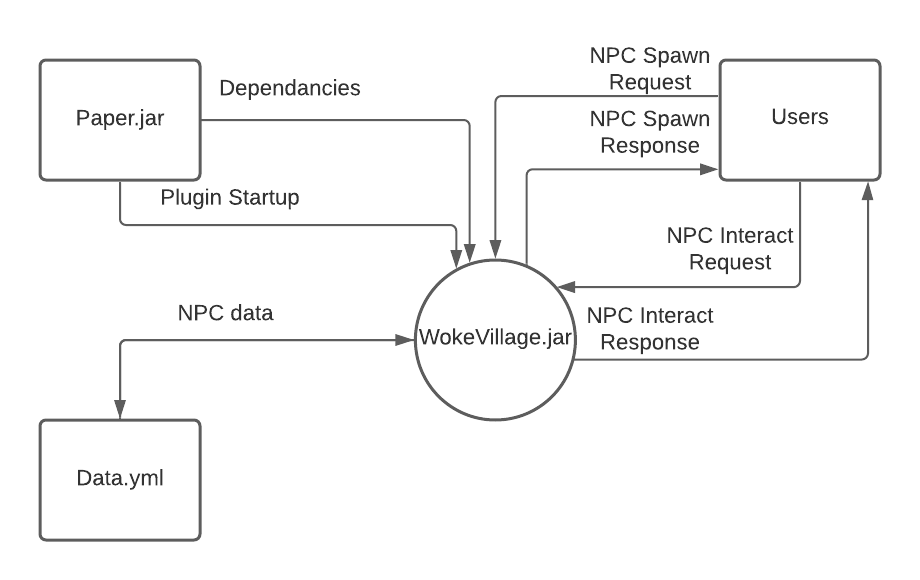 NPC Spawn
Request
Dependancies
Paper.jar
Users
NPC Spawn
Response
Plugin Startup
NPC Interact
Request
NPC data
NPC Interact
Response
WokeVillage.jar
Data.yml